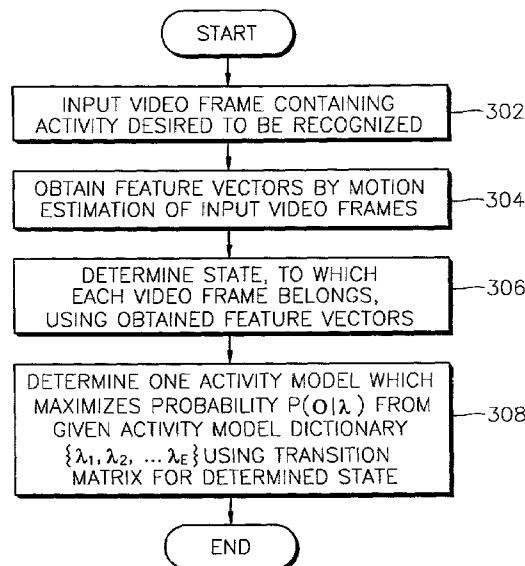 START
INPUT VIDEO FRAME CONTAINING
ACTIVITY DESIRED TO BE RECOGNIZED
302
OBTAIN FEATURE VECTORS BY MOTION
ESTIMATION OF INPUT VIDEO FRAMES
304
DETERMINE STATE, TO WHICH
EACH VIDEO FRAME BELONGS,
USING OBTAINED FEATURE VECTORS
306
DETERMINE ONE ACTIVITY MODEL WHICH
MAXIMIZES PROBABILITY P(O|λ) FROM
GIVEN ACTIVITY MODEL DICTIONARY
{λ₁, λ₂, ... λ_E} USING TRANSITION
MATRIX FOR DETERMINED STATE
308
END